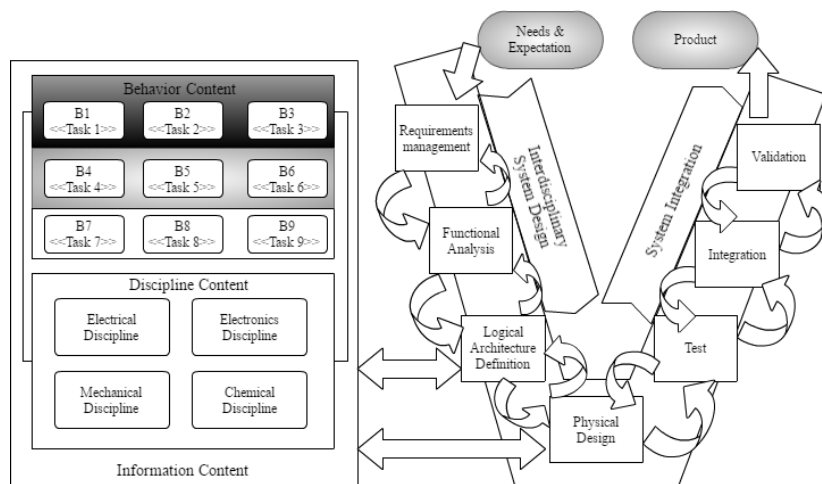 Behavior Content
B1
<<Task 1>>
B2
<<Task 2>>
B3
<<Task 3>>
B4
<<Task 4>>
B5
<<Task 5>>
B6
<<Task 6>>
B7
<<Task 7>>
B8
<<Task 8>>
B9
<<Task 9>>
Discipline Content
Electrical
Discipline
Electronics
Discipline
Mechanical
Discipline
Chemical
Discipline
Information Content
Needs &
Expectation
Product
Requirements
management
Functional
Analysis
Logical
Architecture
Definition
Physical
Design
Test
Integration
Validation
Interdisciplinary
System Design
System Integration